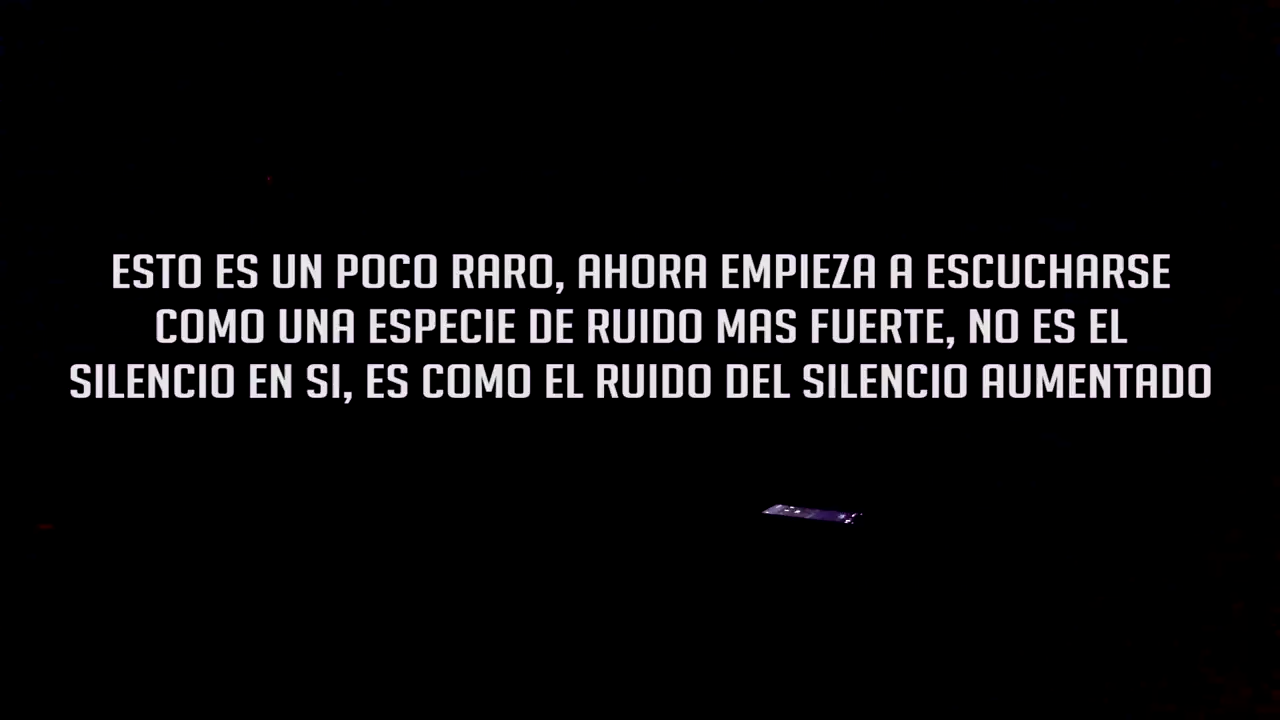 ESTO ES UN POCO RARO, AHORA EMPIEZA A ESCUCHARSE
COMO UNA ESPECIE DE RUIDO MAS FUERTE, NO ES EL
SILENCIO EN SI, ES COMO EL RUIDO DEL SILENCIO AUMENTADO